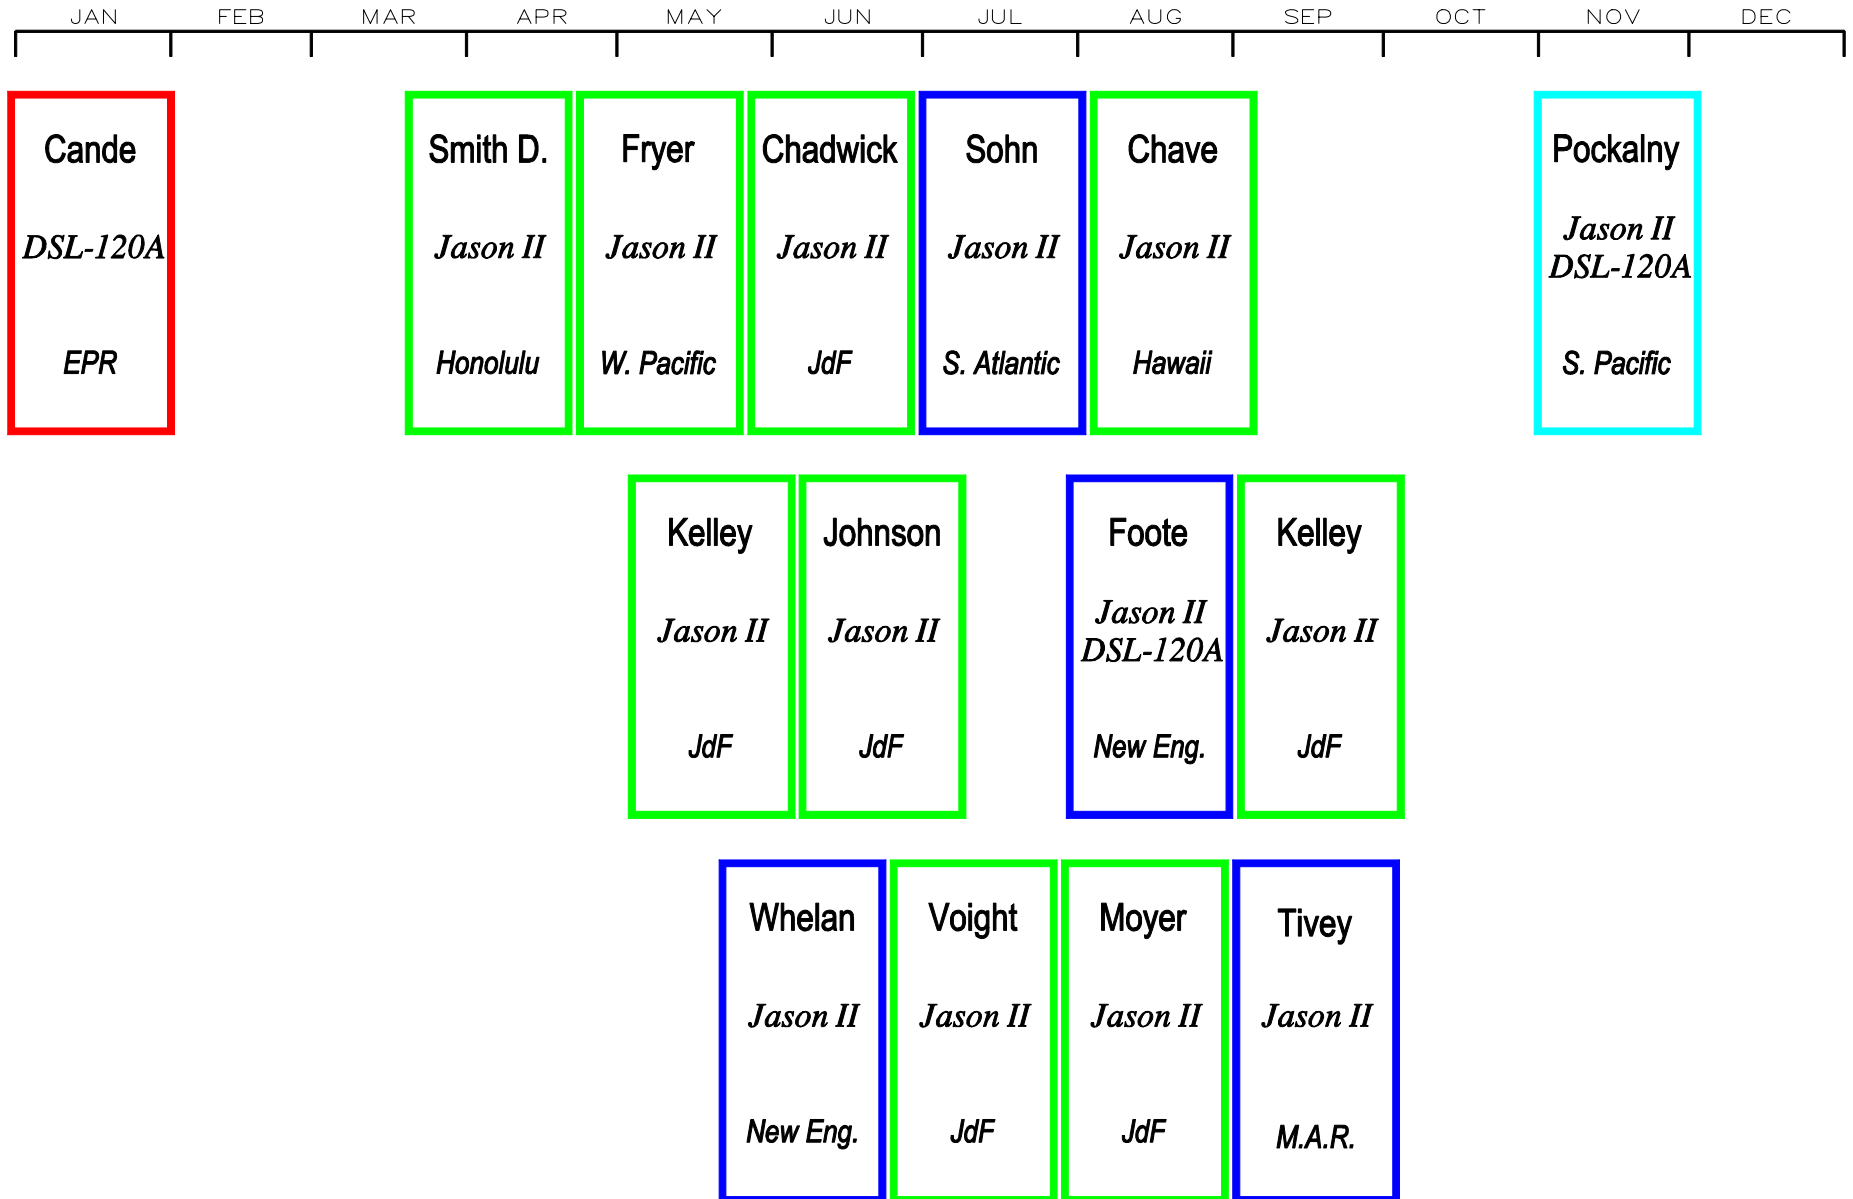 JAN FEB MAR APR MAY JUN JUL AUG SEP OCT NOV DEC
Cande
DSL-120A
EPR
Smith D.
Jason II
Honolulu
Fryer
Jason II
W. Pacific
Chadwick
Jason II
JdF
Sohn
Jason II
S. Atlantic
Chave
Jason II
Hawaii
Pockalny
Jason II
DSL-120A
S. Pacific
Kelley
Jason II
JdF
Johnson
Jason II
JdF
Foote
Jason II
DSL-120A
New Eng.
Kelley
Jason II
JdF
Whelan
Jason II
New Eng.
Voight
Jason II
JdF
Moyer
Jason II
JdF
Tivey
Jason II
M.A.R.